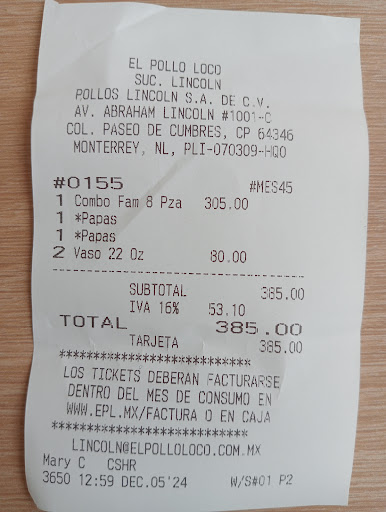 EL POLLO LOCO
SUC. LINCOLN
POLLOS LINCOLN S.A. DE C.V.
AV. ABRAHAM LINCOLN #1001-C
COL. PASEO DE CUMBRES, CP 64346
MONTERREY, NL, PLI-070309-HQ0
#0155 #MES45
1 Combo Fam 8 Pza 305.00
1 *Papas
1 *Papas
2 Vaso 22 Oz 80.00
------------------------------
SUBTOTAL 385.00
IVA 16% 53.10
TOTAL 385.00
TARJETA 385.00
**************************
LOS TICKETS DEBERAN FACTURARSE
DENTRO DEL MES DE CONSUMO EN
WWW.EPL.MX/FACTURA O EN CAJA
**************************
LINCOLN@ELPOLLOLOCO.COM.MX
Mary C CSHR
3650 12:59 DEC.05'24 W/S#01 P2